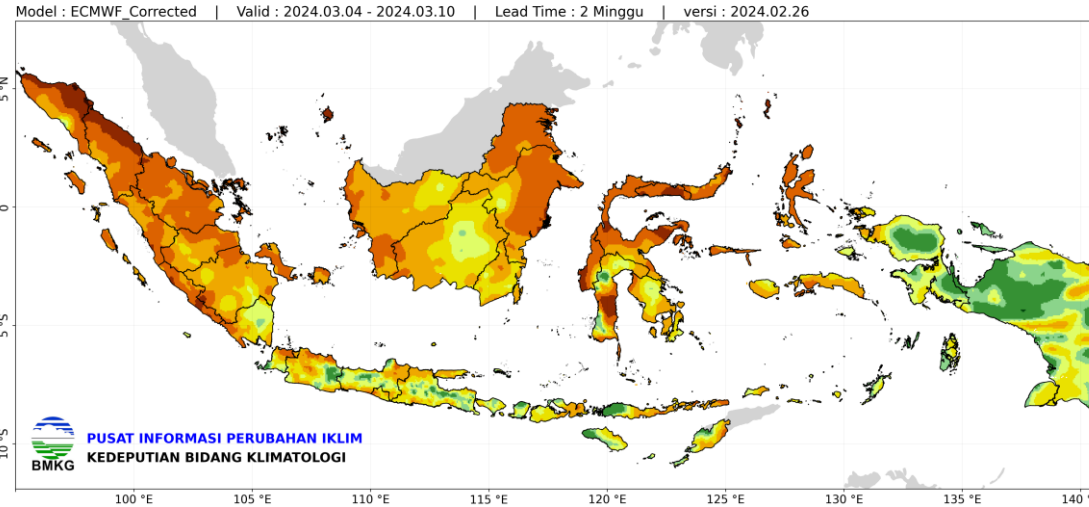 Model : ECMWF_Corrected | Valid : 2024.03.04 - 2024.03.10 | Lead Time : 2 Minggu | versi : 2024.02.26
5 °N
0
5 °S
10 °S
BMKG
PUSAT INFORMASI PERUBAHAN IKLIM
KEDEPUTIAN BIDANG KLIMATOLOGI
100 °E 105 °E 110 °E 115 °E 120 °E 125 °E 130 °E 135 °E 140